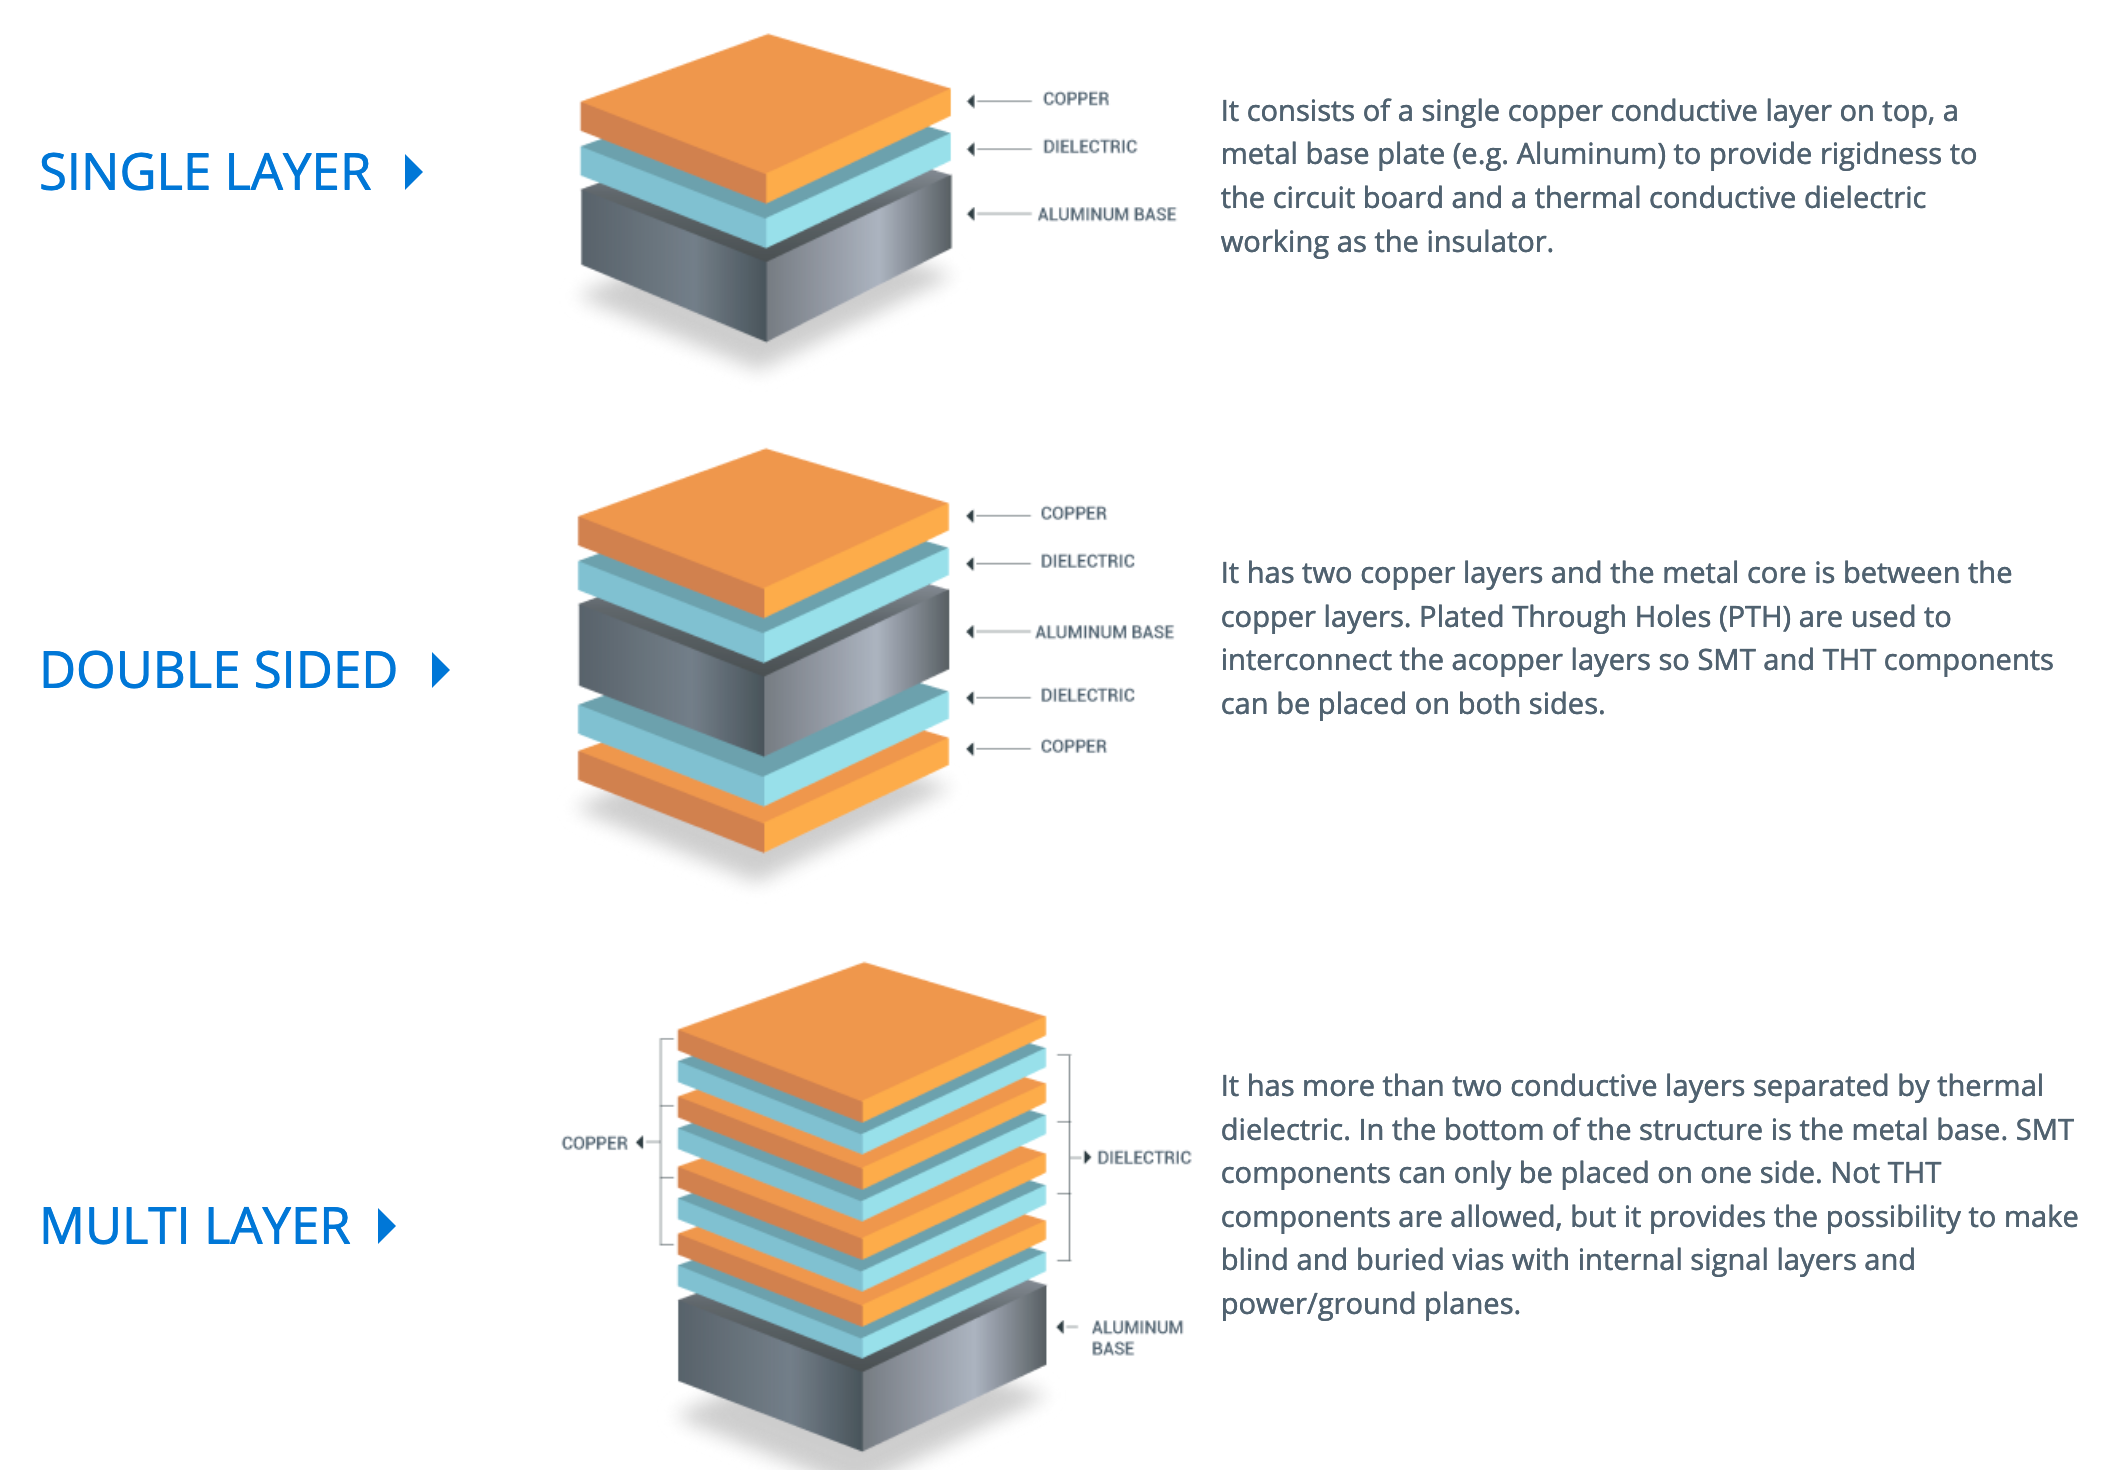 SINGLE LAYER
COPPER
DIELECTRIC
ALUMINUM BASE
It consists of a single copper conductive layer on top, a
metal base plate (e.g. Aluminum) to provide rigidness to
the circuit board and a thermal conductive dielectric
working as the insulator.
DOUBLE SIDED
COPPER
DIELECTRIC
ALUMINUM BASE
DIELECTRIC
COPPER
It has two copper layers and the metal core is between the
copper layers. Plated Through Holes (PTH) are used to
interconnect the acopper layers so SMT and THT components
can be placed on both sides.
MULTI LAYER
COPPER
DIELECTRIC
ALUMINUM
BASE
It has more than two conductive layers separated by thermal
dielectric. In the bottom of the structure is the metal base. SMT
components can only be placed on one side. Not THT
components are allowed, but it provides the possibility to make
blind and buried vias with internal signal layers and
power/ground planes.